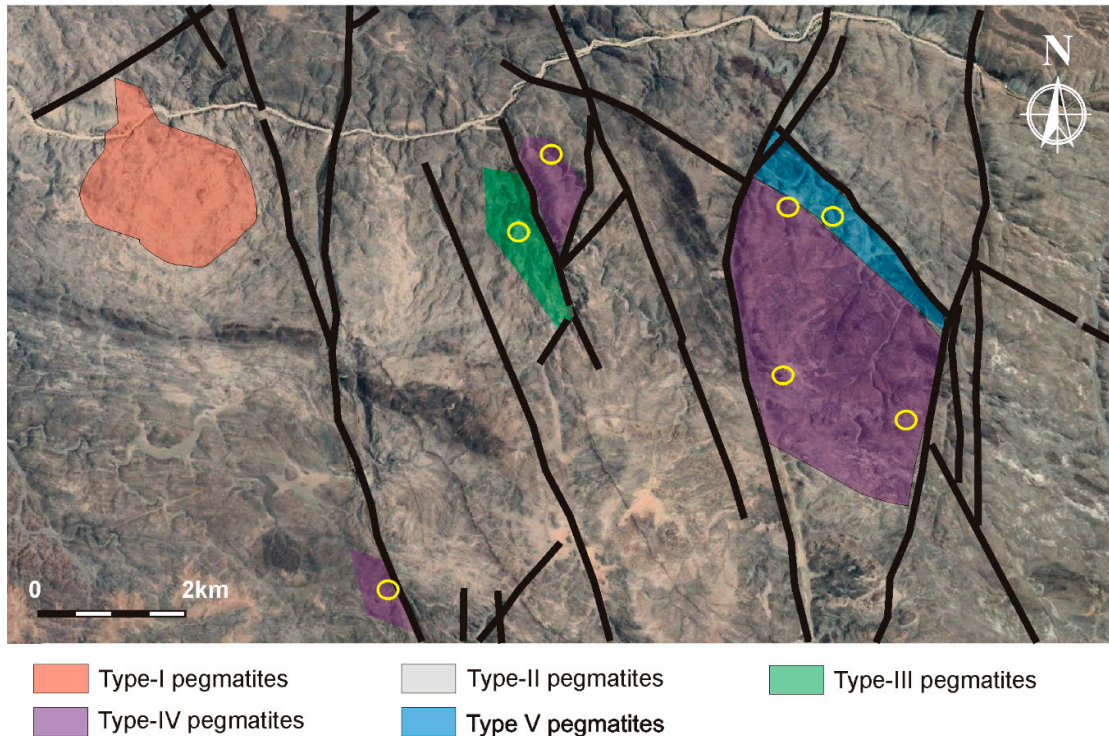 N
0 2km
Type-I pegmatites
Type-II pegmatites
Type-III pegmatites
Type-IV pegmatites
Type V pegmatites